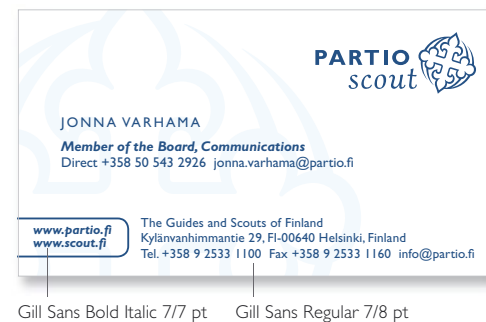 PARTIO
scout
JONNA VARHAMA
Member of the Board, Communications
Direct +358 50 543 2926 jonna.varhama@partio.fi
www.partio.fi
www.scout.fi
The Guides and Scouts of Finland
Kylänvanhimmantie 29, FI-00640 Helsinki, Finland
Tel. +358 9 2533 1100 Fax +358 9 2533 1160 info@partio.fi
Gill Sans Bold Italic 7/7 pt
Gill Sans Regular 7/8 pt